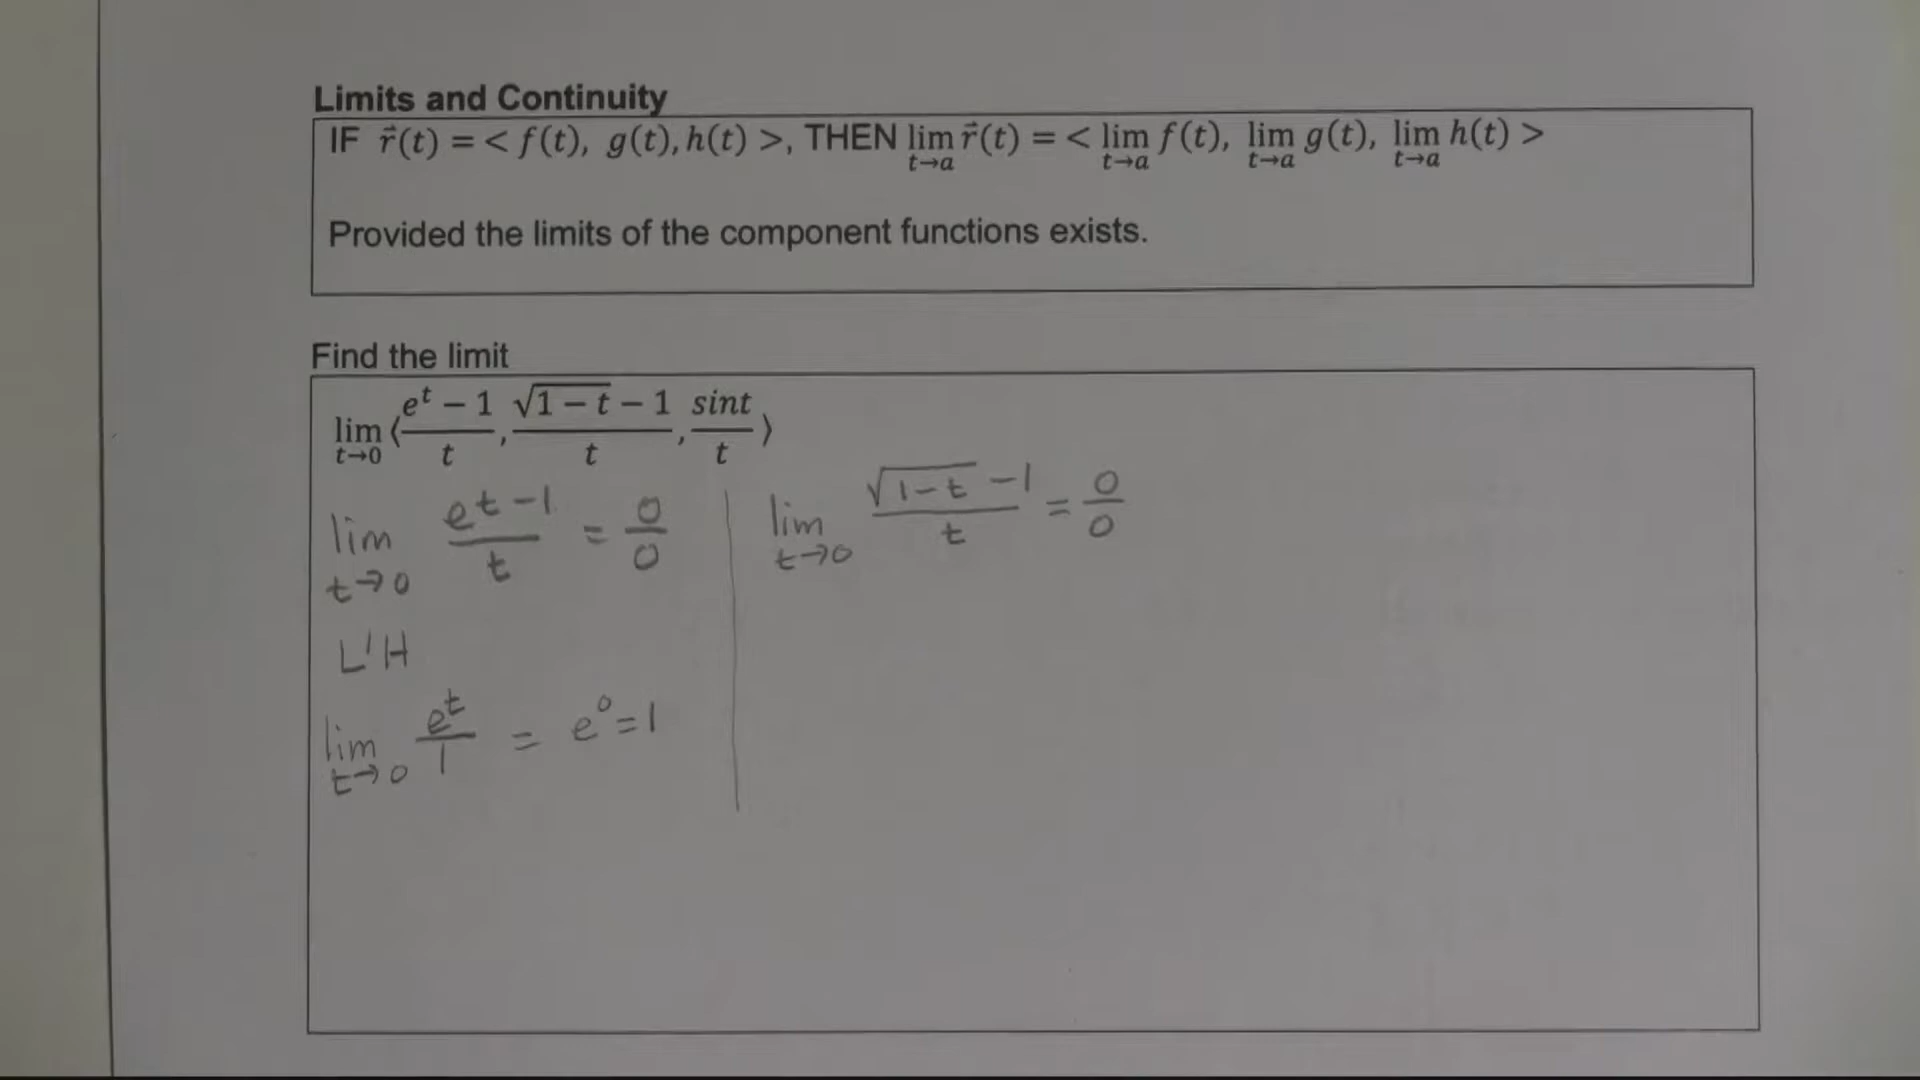 Limits and Continuity
IF r⃗(t) = < f(t), g(t), h(t) >, THEN lim r⃗(t) = < lim f(t), lim g(t), lim h(t) >
t→a t→a t→a t→a
Provided the limits of the component functions exists.
Find the limit
lim ⟨(e^t − 1)/t, (√(1 − t) − 1)/t, sint/t⟩
t→0
lim (e^t − 1)/t = 0/0
t→0
L'H
lim e^t/1 = e^0 = 1
t→0
lim (√(1−t) − 1)/t = 0/0
t→0